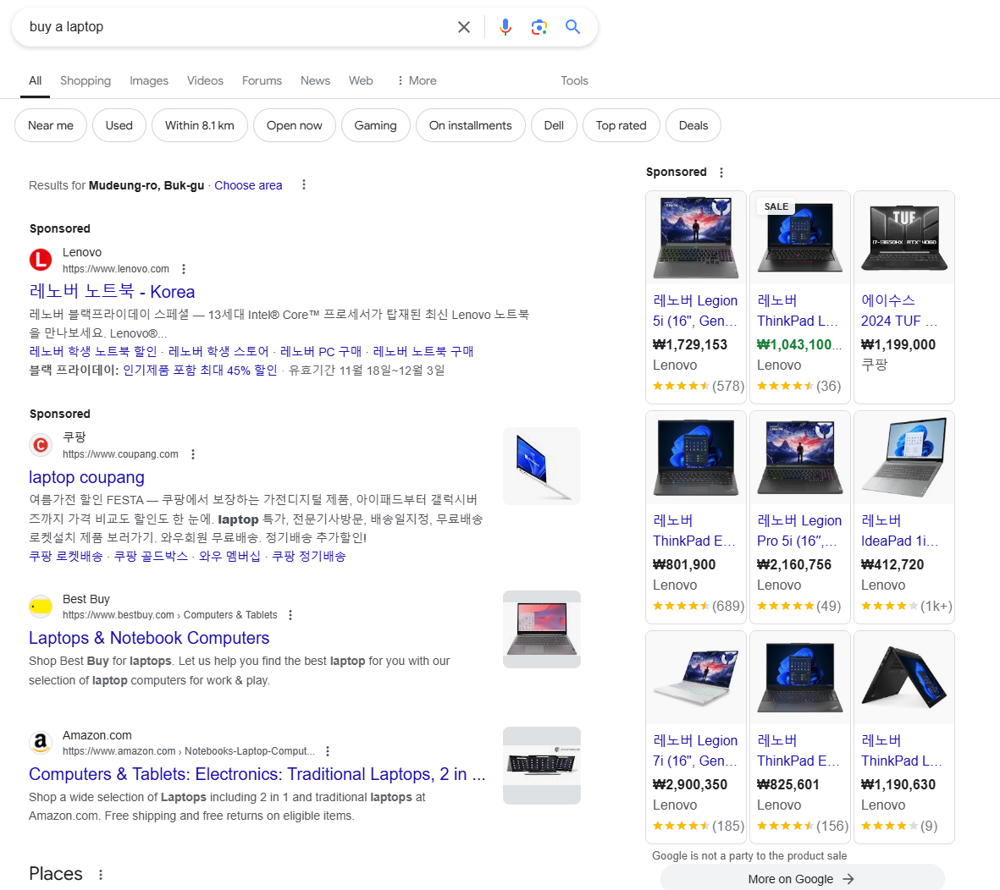 buy a laptop
All Shopping Images Videos Forums News Web More Tools
Near me Used Within 8.1 km Open now Gaming On installments Dell Top rated Deals
Results for Mudeung-ro, Buk-gu · Choose area
Sponsored
Lenovo
https://www.lenovo.com
레노버 노트북 - Korea
레노버 블랙프라이데이 스페셜 — 13세대 Intel® Core™ 프로세서가 탑재된 최신 Lenovo 노트북
을 만나보세요. Lenovo®...
레노버 학생 노트북 할인 · 레노버 학생 스토어 · 레노버 PC 구매 · 레노버 노트북 구매
블랙 프라이데이: 인기제품 포함 최대 45% 할인 · 유효기간 11월 18일~12월 3일
Sponsored
쿠팡
https://www.coupang.com
laptop coupang
여름가전 할인 FESTA — 쿠팡에서 보장하는 가전디지털 제품, 아이패드부터 갤럭시버
즈까지 가격 비교도 할인도 한 눈에. laptop 특가, 전문기사방문, 배송일지정, 무료배송
로켓설치 제품 보러가기. 와우회원 무료배송. 정기배송 추가할인!
쿠팡 로켓배송 · 쿠팡 골드박스 · 와우 멤버십 · 쿠팡 정기배송
Best Buy
https://www.bestbuy.com › Computers & Tablets
Laptops & Notebook Computers
Shop Best Buy for laptops. Let us help you find the best laptop for you with our
selection of laptop computers for work & play.
Amazon.com
https://www.amazon.com › Notebooks-Laptop-Comput...
Computers & Tablets: Electronics: Traditional Laptops, 2 in ...
Shop a wide selection of Laptops including 2 in 1 and traditional laptops at
Amazon.com. Free shipping and free returns on eligible items.
Places
Sponsored
레노버 Legion
5i (16", Gen...
₩1,729,153
Lenovo
(578)
SALE
레노버
ThinkPad L...
₩1,043,100...
Lenovo
(36)
TUF
i7-13650HX RTX™ 4060
에이수스
2024 TUF ...
₩1,199,000
쿠팡
레노버
ThinkPad E...
₩801,900
Lenovo
(689)
레노버 Legion
Pro 5i (16″,...
₩2,160,756
Lenovo
(49)
레노버
IdeaPad 1i...
₩412,720
Lenovo
(1k+)
레노버 Legion
7i (16", Gen...
₩2,900,350
Lenovo
(185)
레노버
ThinkPad E...
₩825,601
Lenovo
(156)
레노버
ThinkPad L...
₩1,190,630
Lenovo
(9)
Google is not a party to the product sale
More on Google